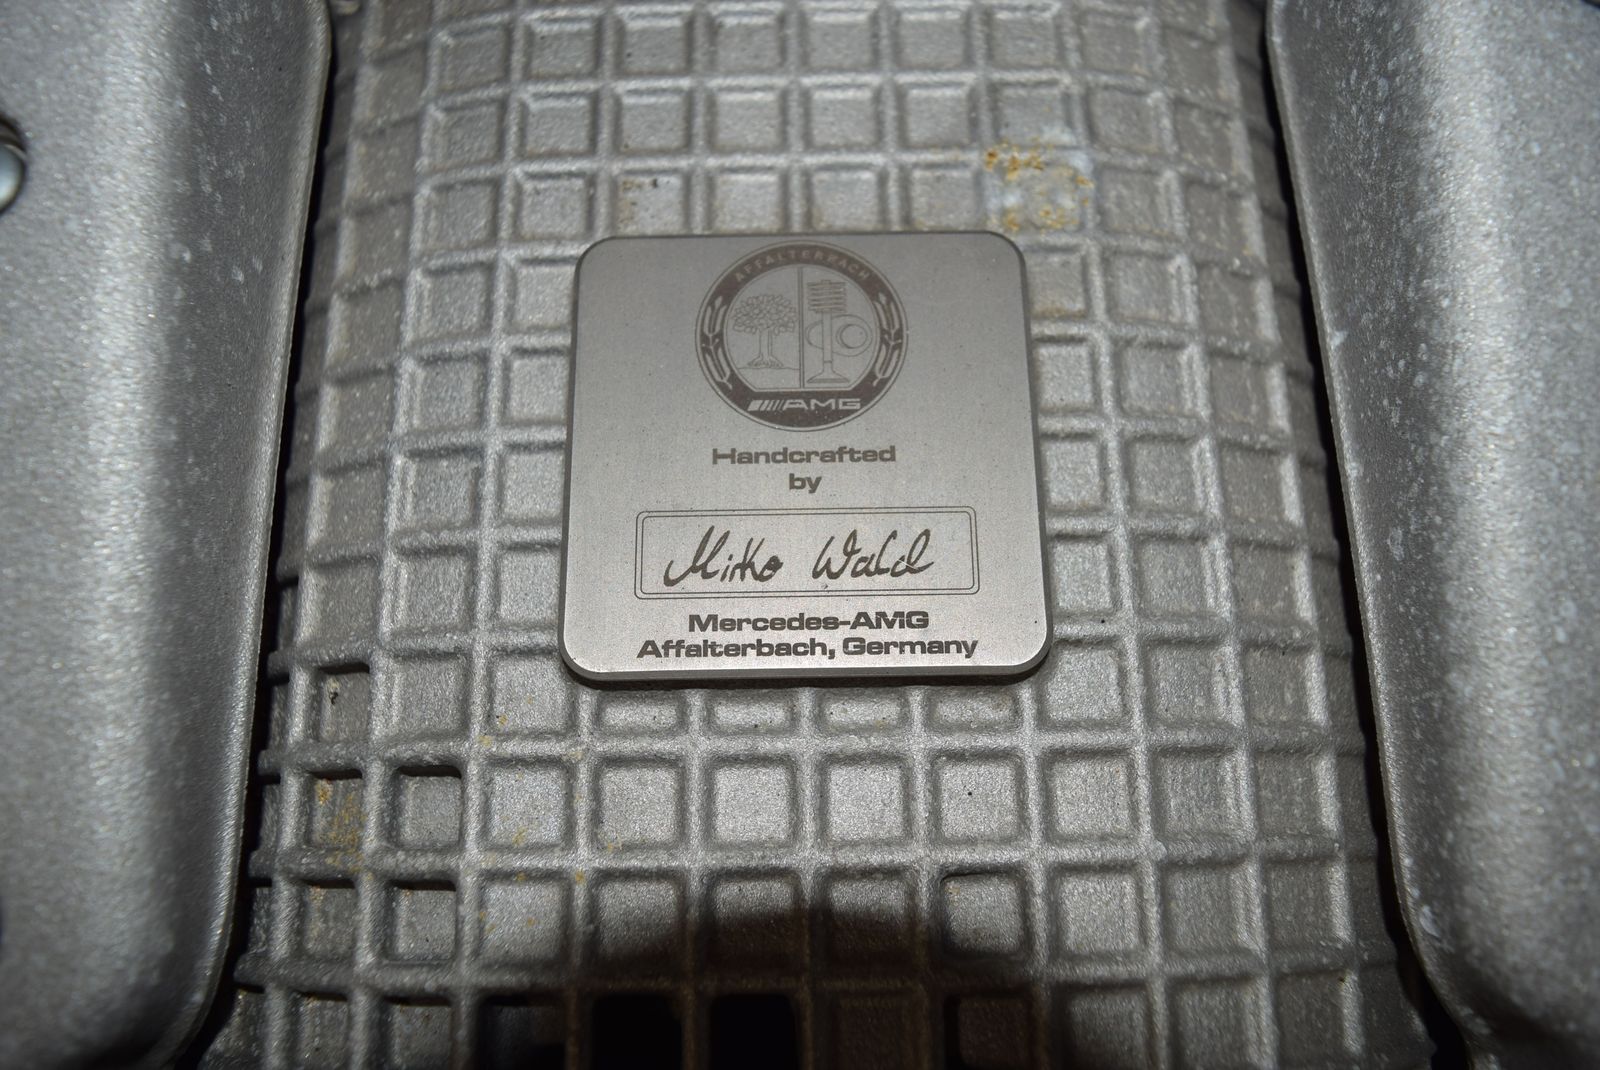 AFFALTERBACH
AMG
Handcrafted
by
Mirko Wald
Mercedes-AMG
Affalterbach, Germany